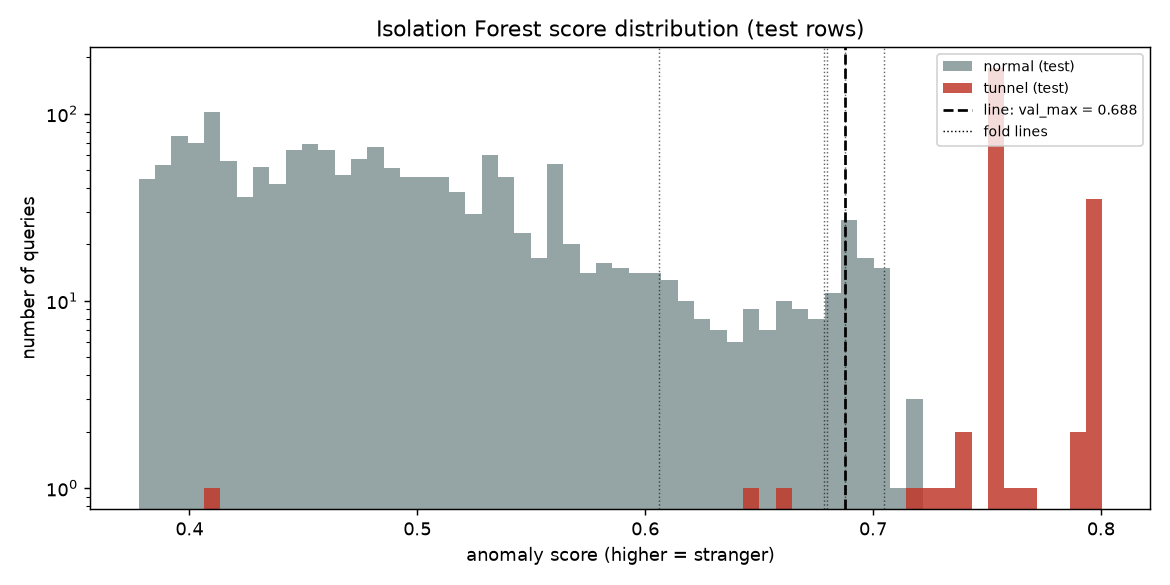 Isolation Forest score distribution (test rows)
number of queries
10²
10¹
10⁰
normal (test)
tunnel (test)
line: val_max = 0.688
fold lines
0.4 0.5 0.6 0.7 0.8
anomaly score (higher = stranger)